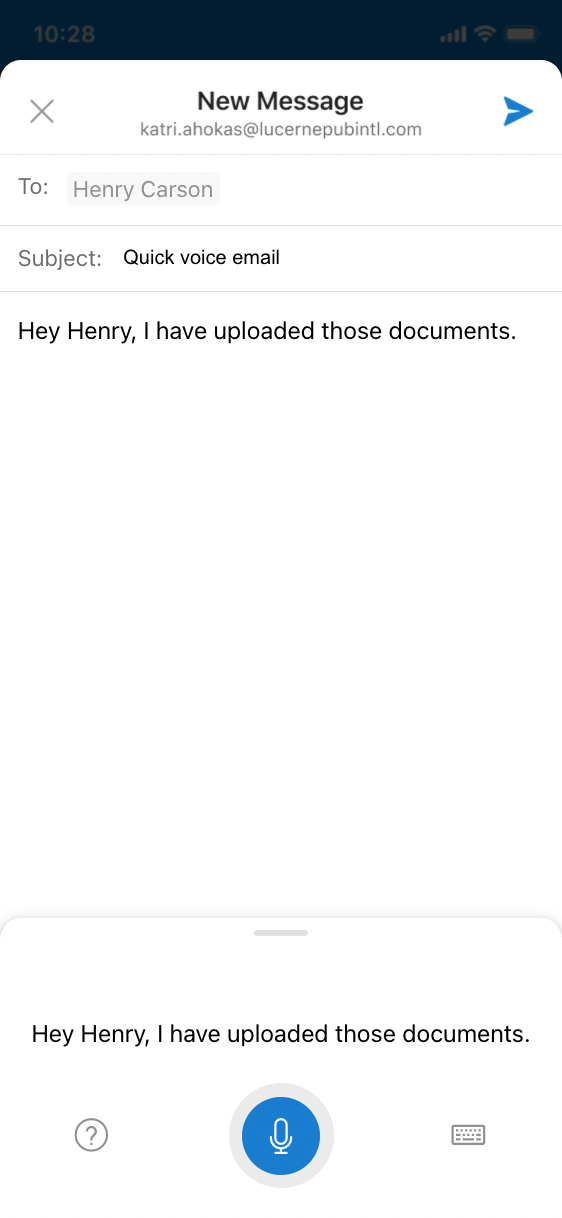 10:28
New Message
katri.ahokas@lucernepubintl.com
To: Henry Carson
Subject: Quick voice email
Hey Henry, I have uploaded those documents.
Hey Henry, I have uploaded those documents.
?